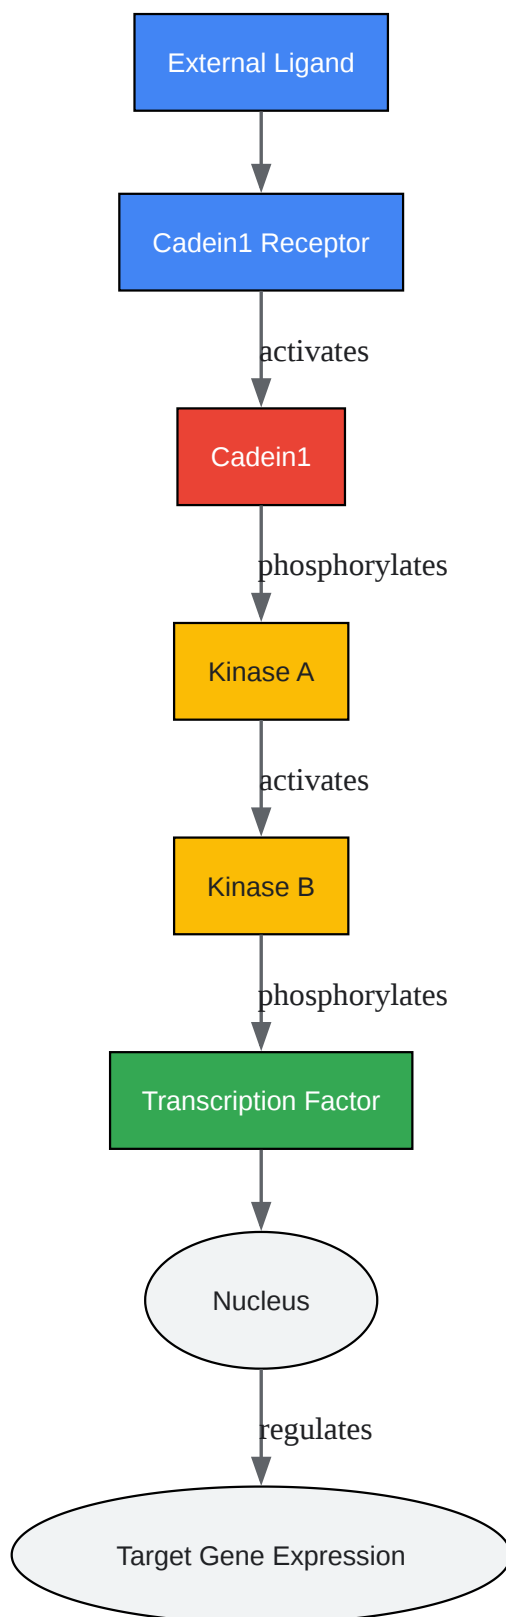 External Ligand
Cadein1 Receptor
activates
Cadein1
phosphorylates
Kinase A
activates
Kinase B
phosphorylates
Transcription Factor
Nucleus
regulates
Target Gene Expression